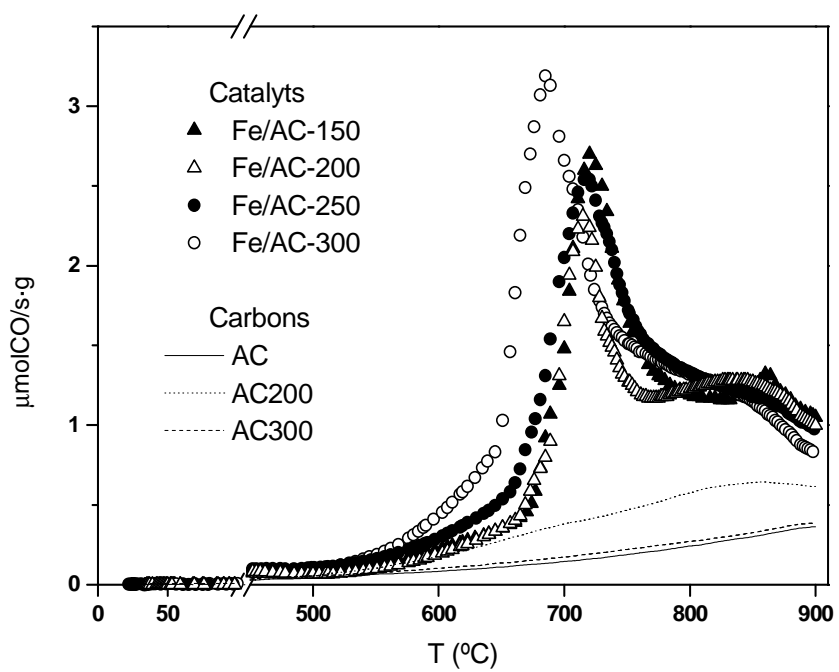 3
2
1
0
µmolCO/s·g
Catalyts
Fe/AC-150
Fe/AC-200
Fe/AC-250
Fe/AC-300
Carbons
AC
AC200
AC300
0 50 500 600 700 800 900
T (ºC)